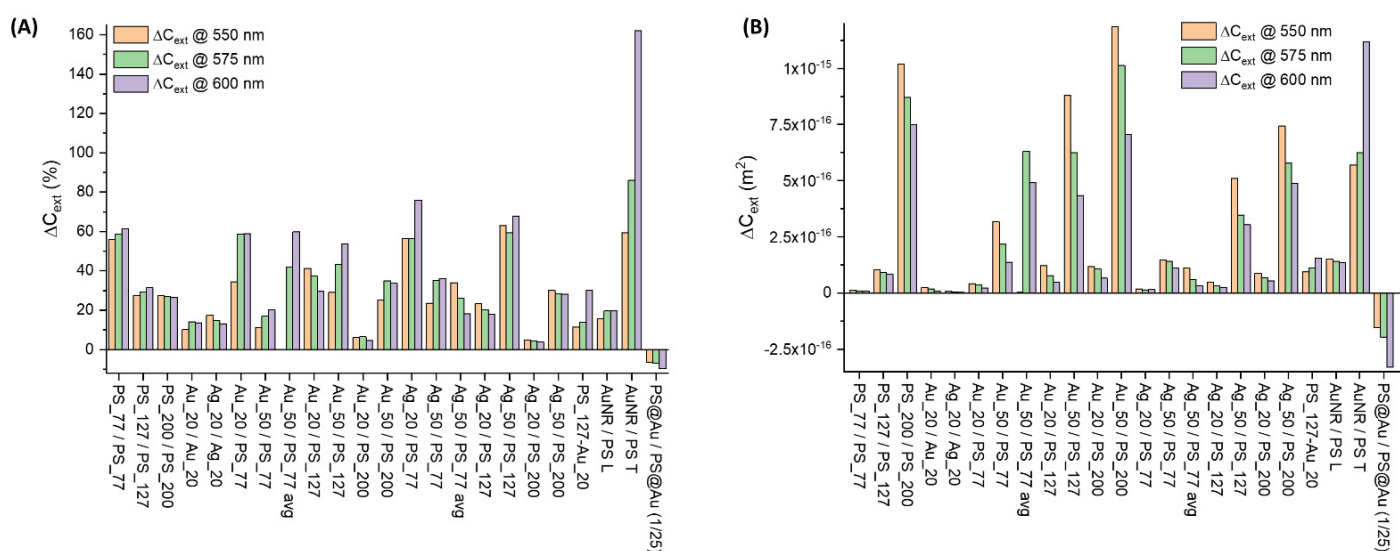 (A)
ΔCext @ 550 nm
ΔCext @ 575 nm
ΔCext @ 600 nm
ΔCext (%)
160
140
120
100
80
60
40
20
0
PS_77 / PS_77
PS_127 / PS_127
PS_200 / PS_200
Au_20 / Au_20
Ag_20 / Ag_20
Au_20 / PS_77
Au_50 / PS_77
Au_50 / PS_77 avg
Au_20 / PS_127
Au_50 / PS_127
Au_20 / PS_200
Au_50 / PS_200
Ag_20 / PS_77
Ag_50 / PS_77
Ag_50 / PS_77 avg
Ag_20 / PS_127
Ag_50 / PS_127
Ag_20 / PS_200
Ag_50 / PS_200
PS_127-Au_20
AuNR / PS L
AuNR / PS T
PS@Au / PS@Au (1/25)
(B)
ΔCext @ 550 nm
ΔCext @ 575 nm
ΔCext @ 600 nm
ΔCext (m²)
1x10⁻¹⁵
7.5x10⁻¹⁶
5x10⁻¹⁶
2.5x10⁻¹⁶
0
-2.5x10⁻¹⁶
PS_77 / PS_77
PS_127 / PS_127
PS_200 / PS_200
Au_20 / Au_20
Ag_20 / Ag_20
Au_20 / PS_77
Au_50 / PS_77
Au_50 / PS_77 avg
Au_20 / PS_127
Au_50 / PS_127
Au_20 / PS_200
Au_50 / PS_200
Ag_20 / PS_77
Ag_50 / PS_77
Ag_50 / PS_77 avg
Ag_20 / PS_127
Ag_50 / PS_127
Ag_20 / PS_200
Ag_50 / PS_200
PS_127-Au_20
AuNR / PS L
AuNR / PS T
PS@Au / PS@Au (1/25)